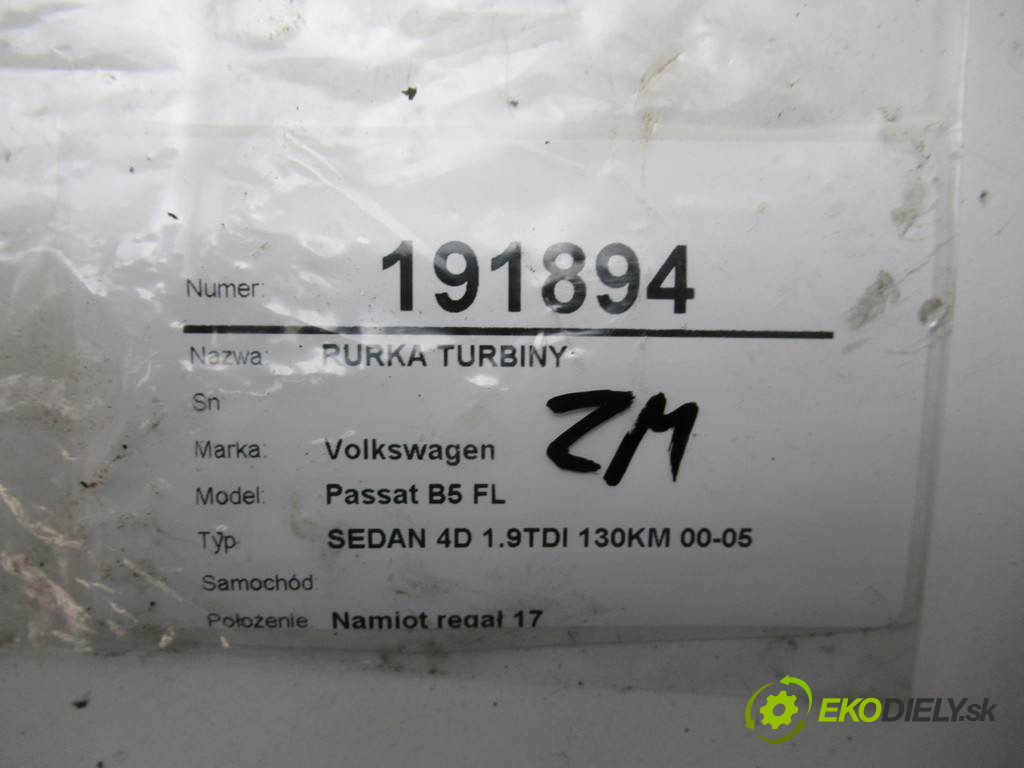 Numer: 191894
Nazwa: RURKA TURBINY
Sn
ZM
Marka: Volkswagen
Model: Passat B5 FL
Typ SEDAN 4D 1.9TDI 130KM 00-05
Samochód:
Położenie: Namiot regał 17
EKODIELY.sk